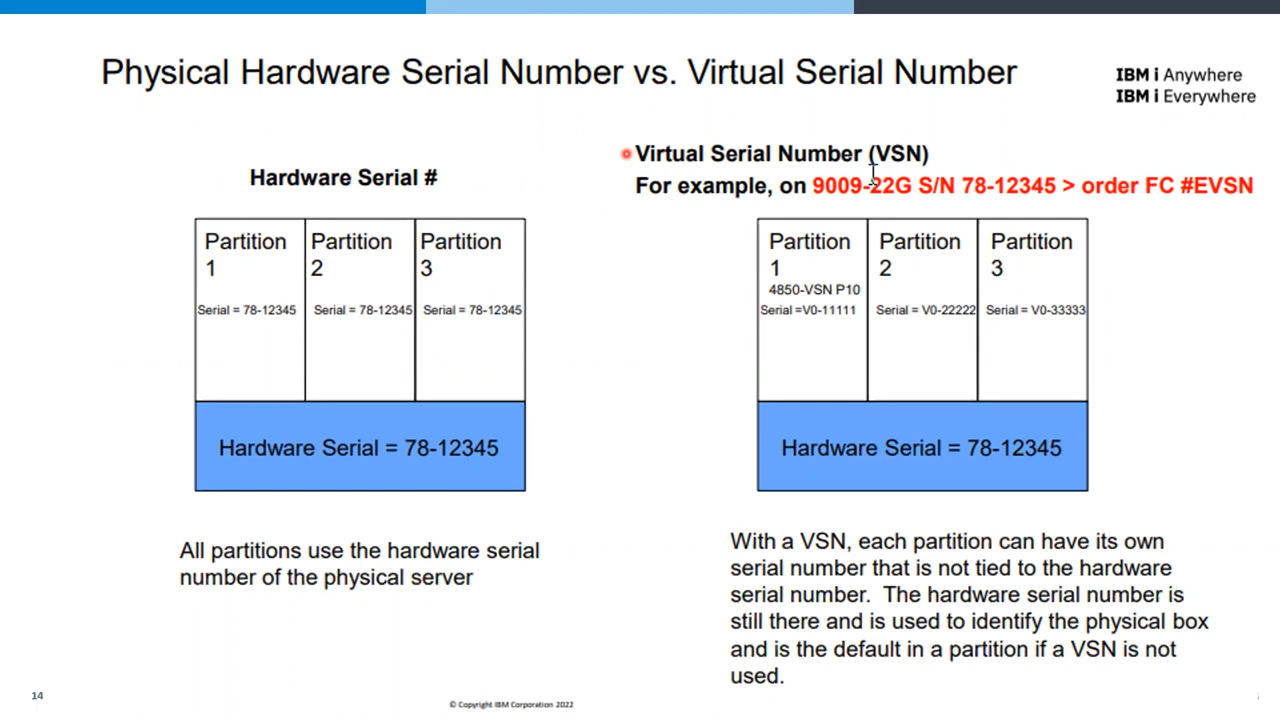 Physical Hardware Serial Number vs. Virtual Serial Number
IBM i Anywhere
IBM i Everywhere
Hardware Serial #
Partition 
1
Serial = 78-12345
Partition
2
Serial = 78-12345
Partition
3
Serial = 78-12345
Hardware Serial = 78-12345
All partitions use the hardware serial
number of the physical server
Virtual Serial Number (VSN)
For example, on 9009-22G S/N 78-12345 > order FC #EVSN
Partition
1
4850-VSN P10
Serial =V0-11111
Partition
2
Serial = V0-22222
Partition
3
Serial = V0-33333
Hardware Serial = 78-12345
With a VSN, each partition can have its own
serial number that is not tied to the hardware
serial number.  The hardware serial number is
still there and is used to identify the physical box
and is the default in a partition if a VSN is not
used.
14
© Copyright IBM Corporation 2022